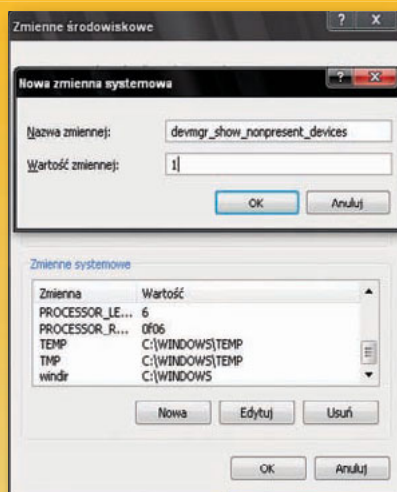 Zmienne środowiskowe
Nowa zmienna systemowa
Nazwa zmiennej: devmgr_show_nonpresent_devices
Wartość zmiennej: 1
OK Anuluj
Zmienne systemowe
Zmienna Wartość
PROCESSOR_LE... 6
PROCESSOR_R... 0f06
TEMP C:\WINDOWS\TEMP
TMP C:\WINDOWS\TEMP
windir C:\WINDOWS
Nowa Edytuj Usuń
OK Anuluj